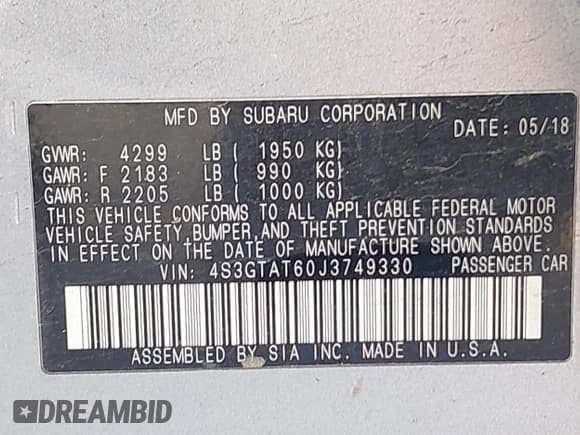 MFD BY SUBARU CORPORATION
DATE: 05/18
GVWR: 4299 LB ( 1950 KG)
GAWR: F 2183 LB ( 990 KG)
GAWR: R 2205 LB ( 1000 KG)
THIS VEHICLE CONFORMS TO ALL APPLICABLE FEDERAL MOTOR
VEHICLE SAFETY, BUMPER, AND THEFT PREVENTION STANDARDS
IN EFFECT ON THE DATE OF MANUFACTURE SHOWN ABOVE.
VIN: 4S3GTAT60J3749330 PASSENGER CAR
ASSEMBLED BY SIA INC. MADE IN U.S.A.
DREAMBID